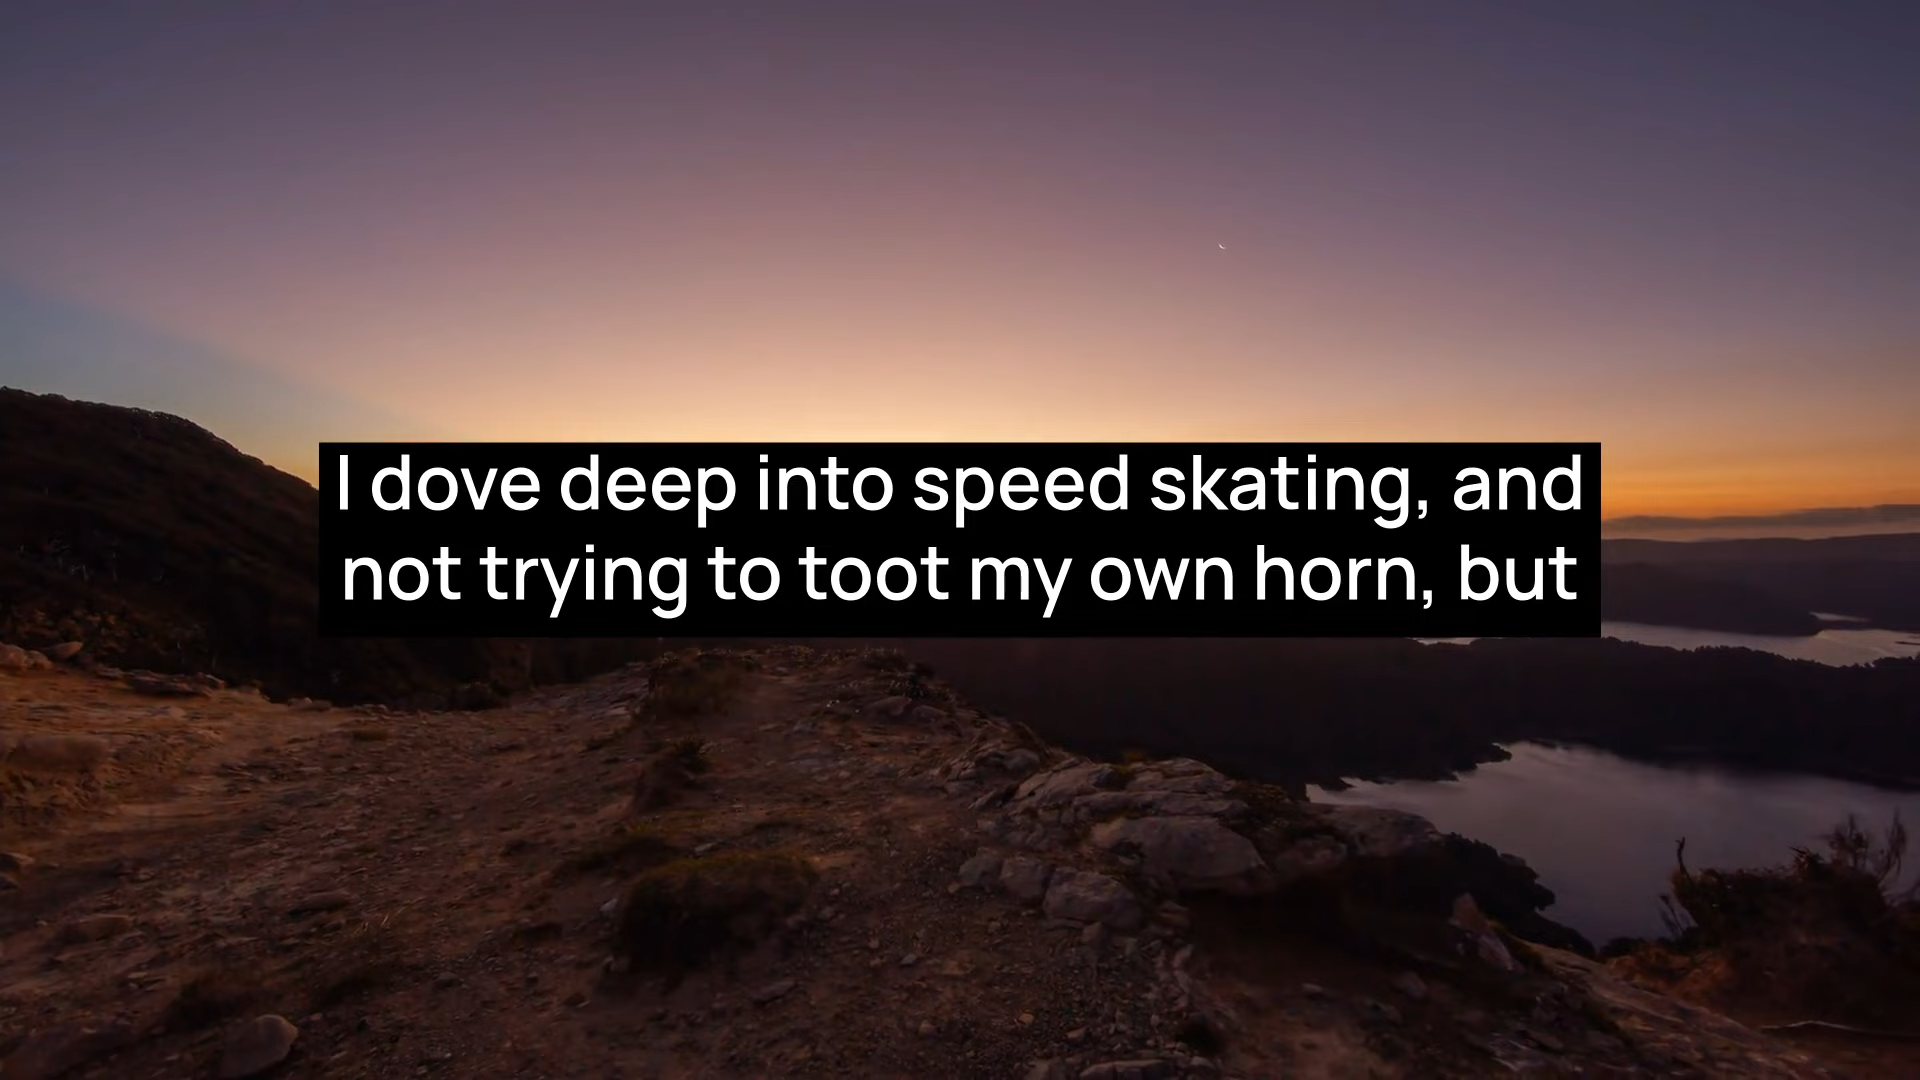 I dove deep into speed skating, and
not trying to toot my own horn, but